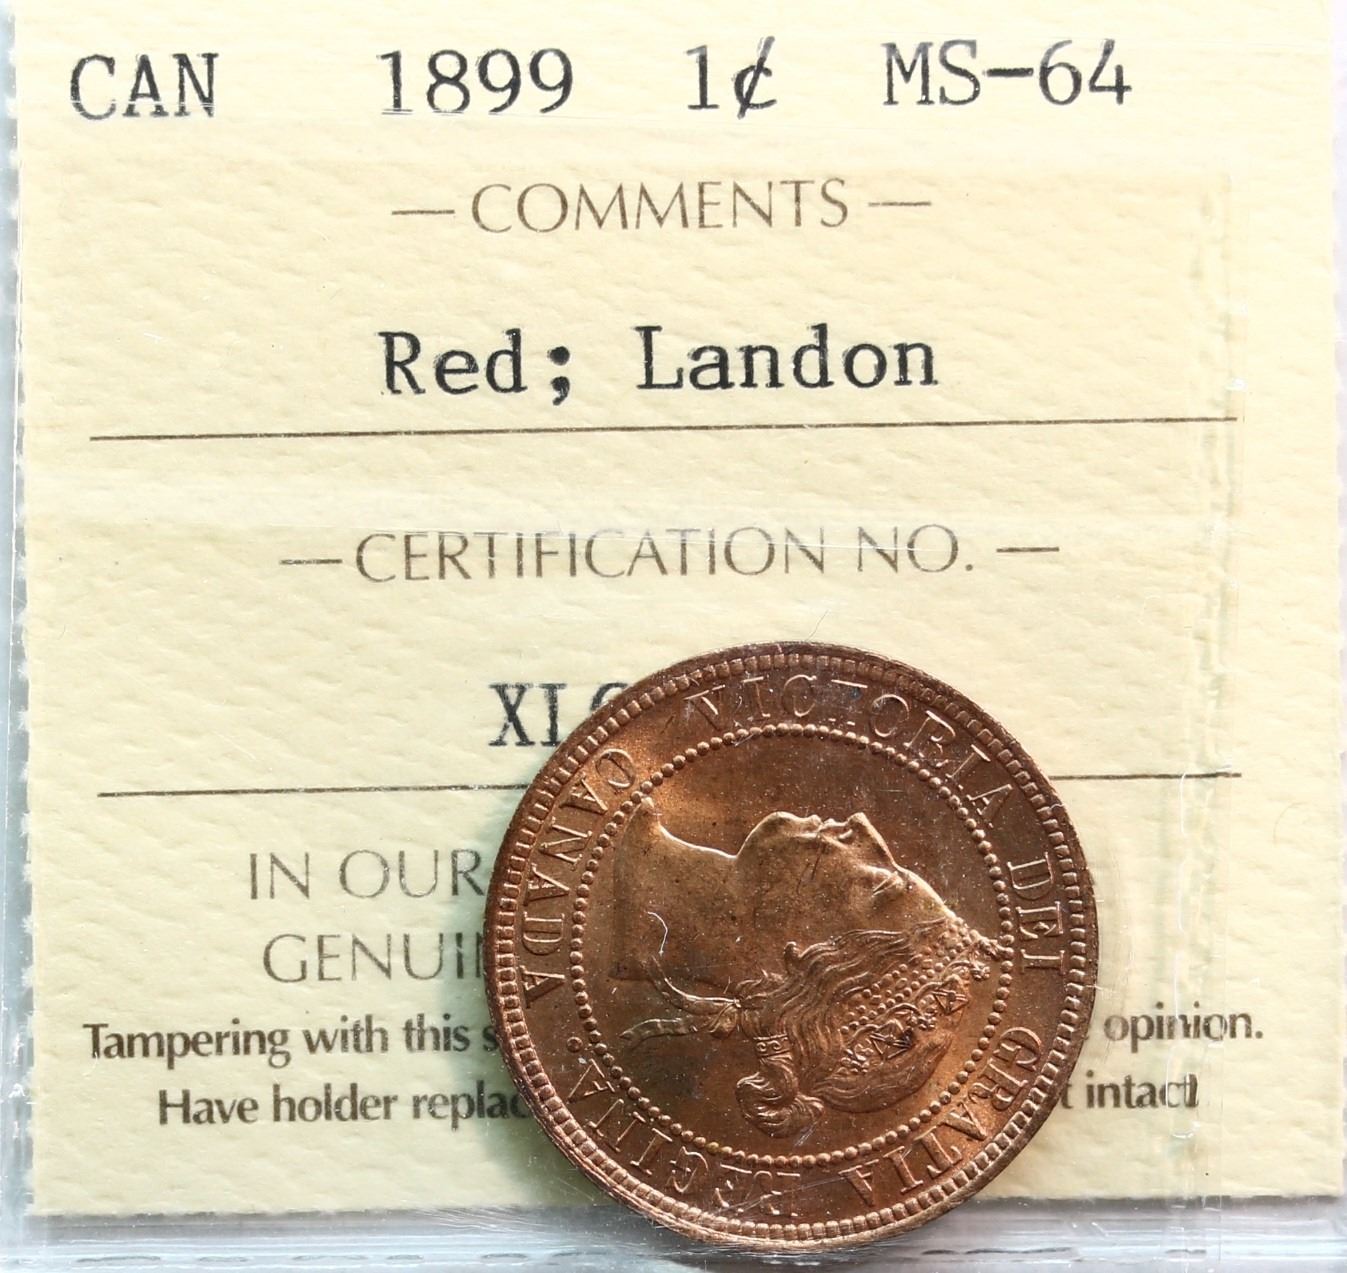 CAN 1899 1¢ MS-64
— COMMENTS —
Red; Landon
— CERTIFICATION NO. —
XI
IN OUR
GENUI
Tampering with this s opinion.
Have holder replac t intact!
VICTORIA DEI GRATIA REGINA.
CANADA